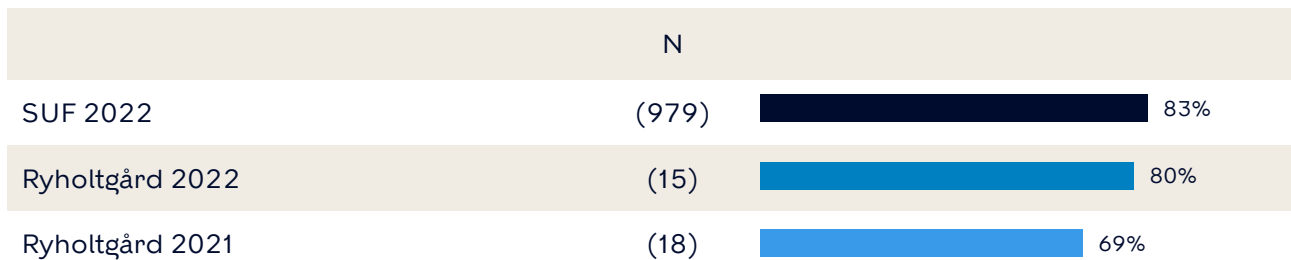 N
SUF 2022 (979) 83%
Ryholtgård 2022 (15) 80%
Ryholtgård 2021 (18) 69%